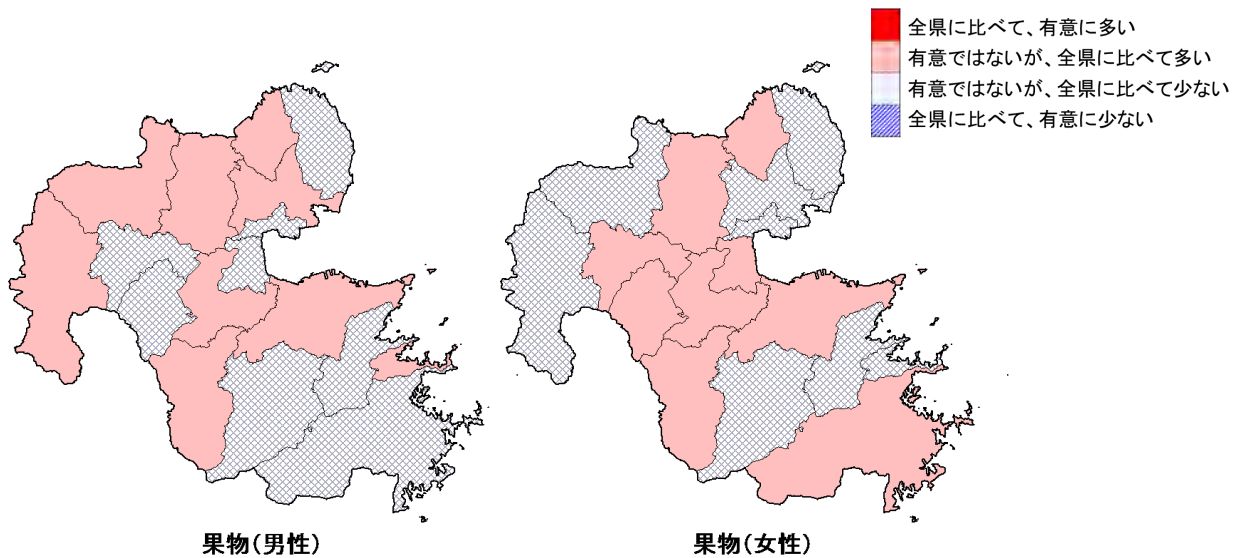 全県に比べて、有意に多い
有意ではないが、全県に比べて多い
有意ではないが、全県に比べて少ない
全県に比べて、有意に少ない
果物(男性)
果物(女性)